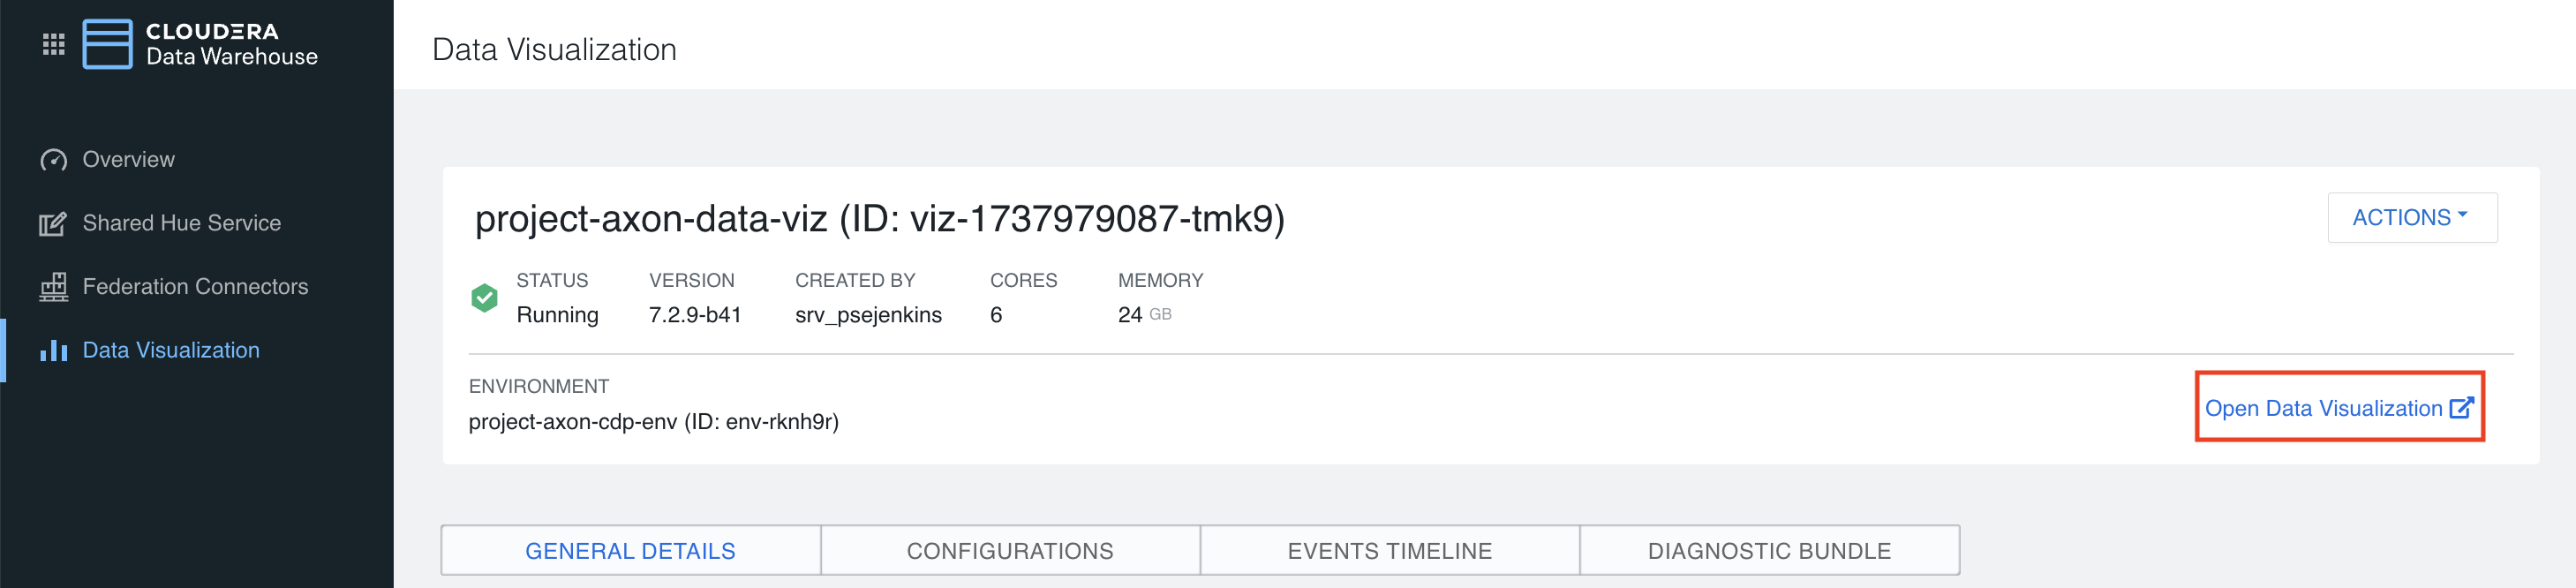 CLOUDERA
Data Warehouse
Overview
Shared Hue Service
Federation Connectors
Data Visualization
Data Visualization
project-axon-data-viz (ID: viz-1737979087-tmk9)
ACTIONS
STATUS VERSION CREATED BY CORES MEMORY
Running 7.2.9-b41 srv_psejenkins 6 24 GB
ENVIRONMENT
project-axon-cdp-env (ID: env-rknh9r)
Open Data Visualization
GENERAL DETAILS CONFIGURATIONS EVENTS TIMELINE DIAGNOSTIC BUNDLE